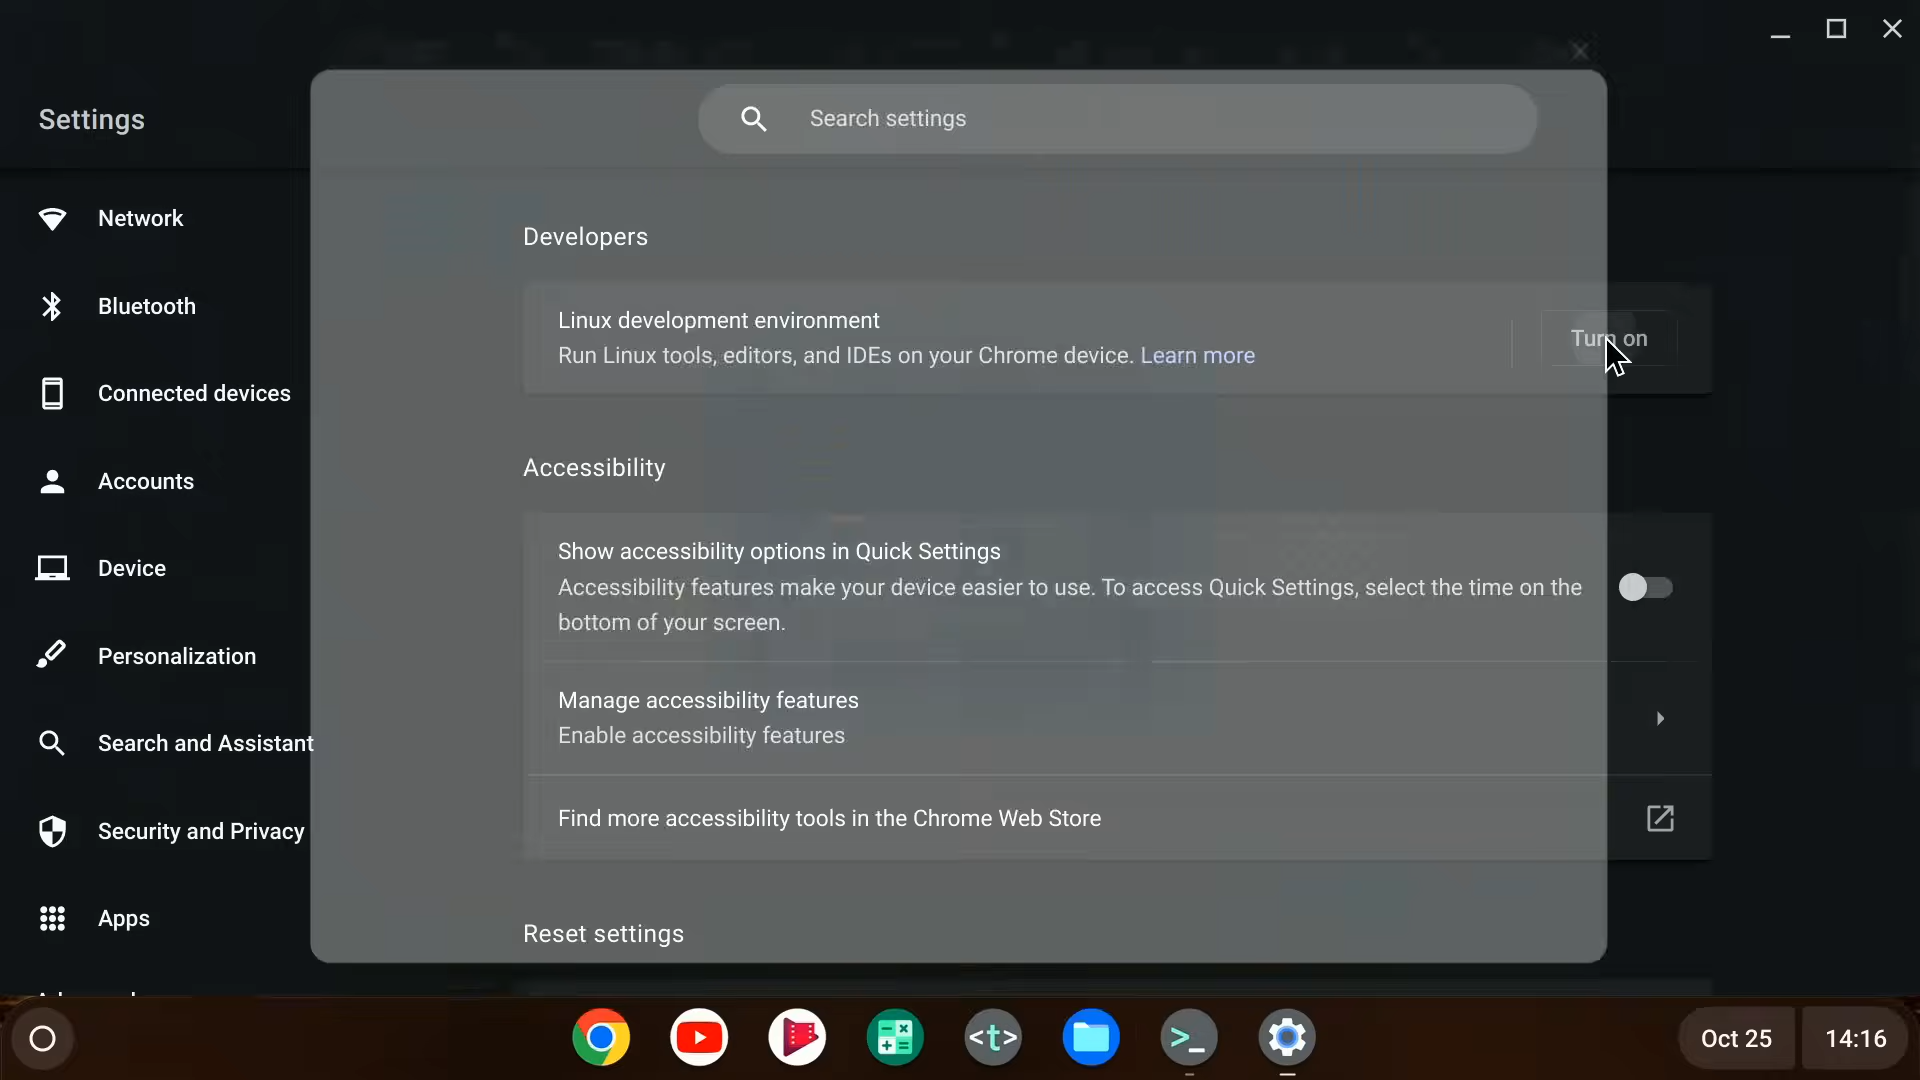 Settings
Search settings
Network
Bluetooth
Connected devices
Accounts
Device
Personalization
Search and Assistant
Security and Privacy
Apps
Developers
Linux development environment
Run Linux tools, editors, and IDEs on your Chrome device. Learn more
Turn on
Accessibility
Show accessibility options in Quick Settings
Accessibility features make your device easier to use. To access Quick Settings, select the time on the
bottom of your screen.
Manage accessibility features
Enable accessibility features
Find more accessibility tools in the Chrome Web Store
Reset settings
<t>
>_
Oct 25
14:16